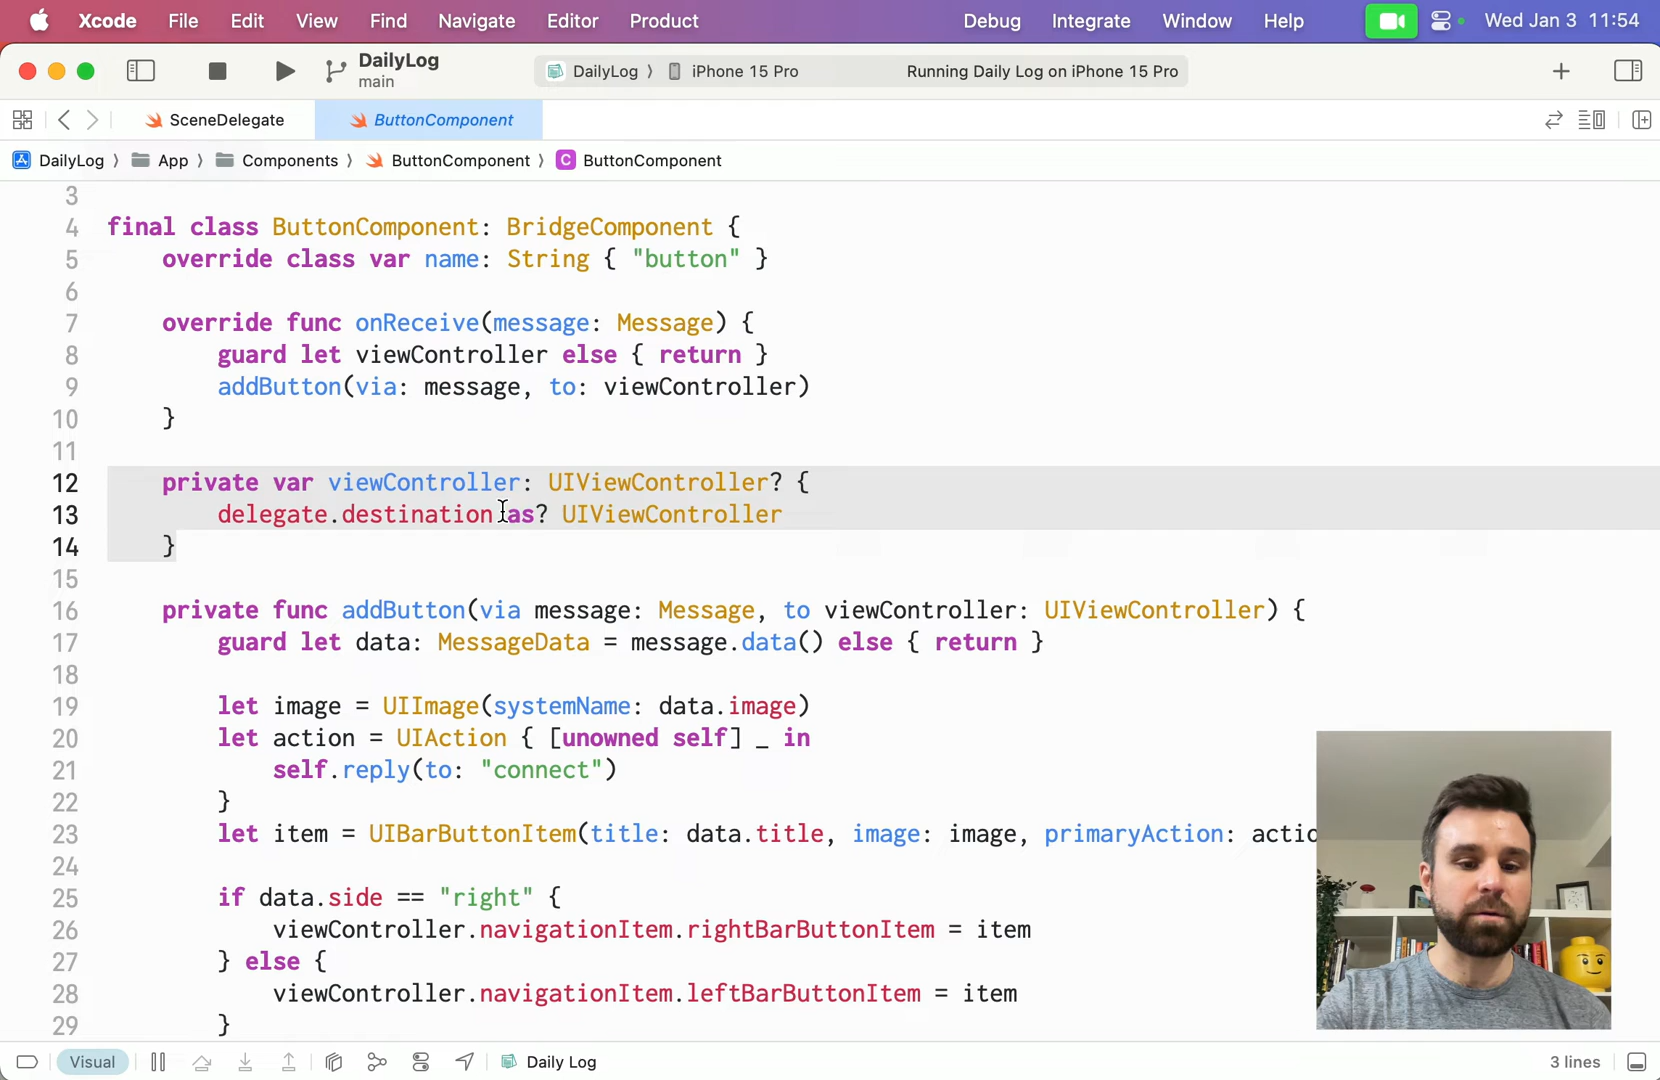 Xcode File Edit View Find Navigate Editor Product Debug Integrate Window Help Wed Jan 3 11:54
DailyLog
main
DailyLog 〉 iPhone 15 Pro Running Daily Log on iPhone 15 Pro
SceneDelegate ButtonComponent
DailyLog 〉 App 〉 Components 〉 ButtonComponent 〉 C ButtonComponent
3
4 final class ButtonComponent: BridgeComponent {
5 override class var name: String { "button" }
6
7 override func onReceive(message: Message) {
8 guard let viewController else { return }
9 addButton(via: message, to: viewController)
10 }
11
12 private var viewController: UIViewController? {
13 delegate.destination as? UIViewController
14 }
15
16 private func addButton(via message: Message, to viewController: UIViewController) {
17 guard let data: MessageData = message.data() else { return }
18
19 let image = UIImage(systemName: data.image)
20 let action = UIAction { [unowned self] _ in
21 self.reply(to: "connect")
22 }
23 let item = UIBarButtonItem(title: data.title, image: image, primaryAction: actio
24
25 if data.side == "right" {
26 viewController.navigationItem.rightBarButtonItem = item
27 } else {
28 viewController.navigationItem.leftBarButtonItem = item
29 }
Visual Daily Log 3 lines